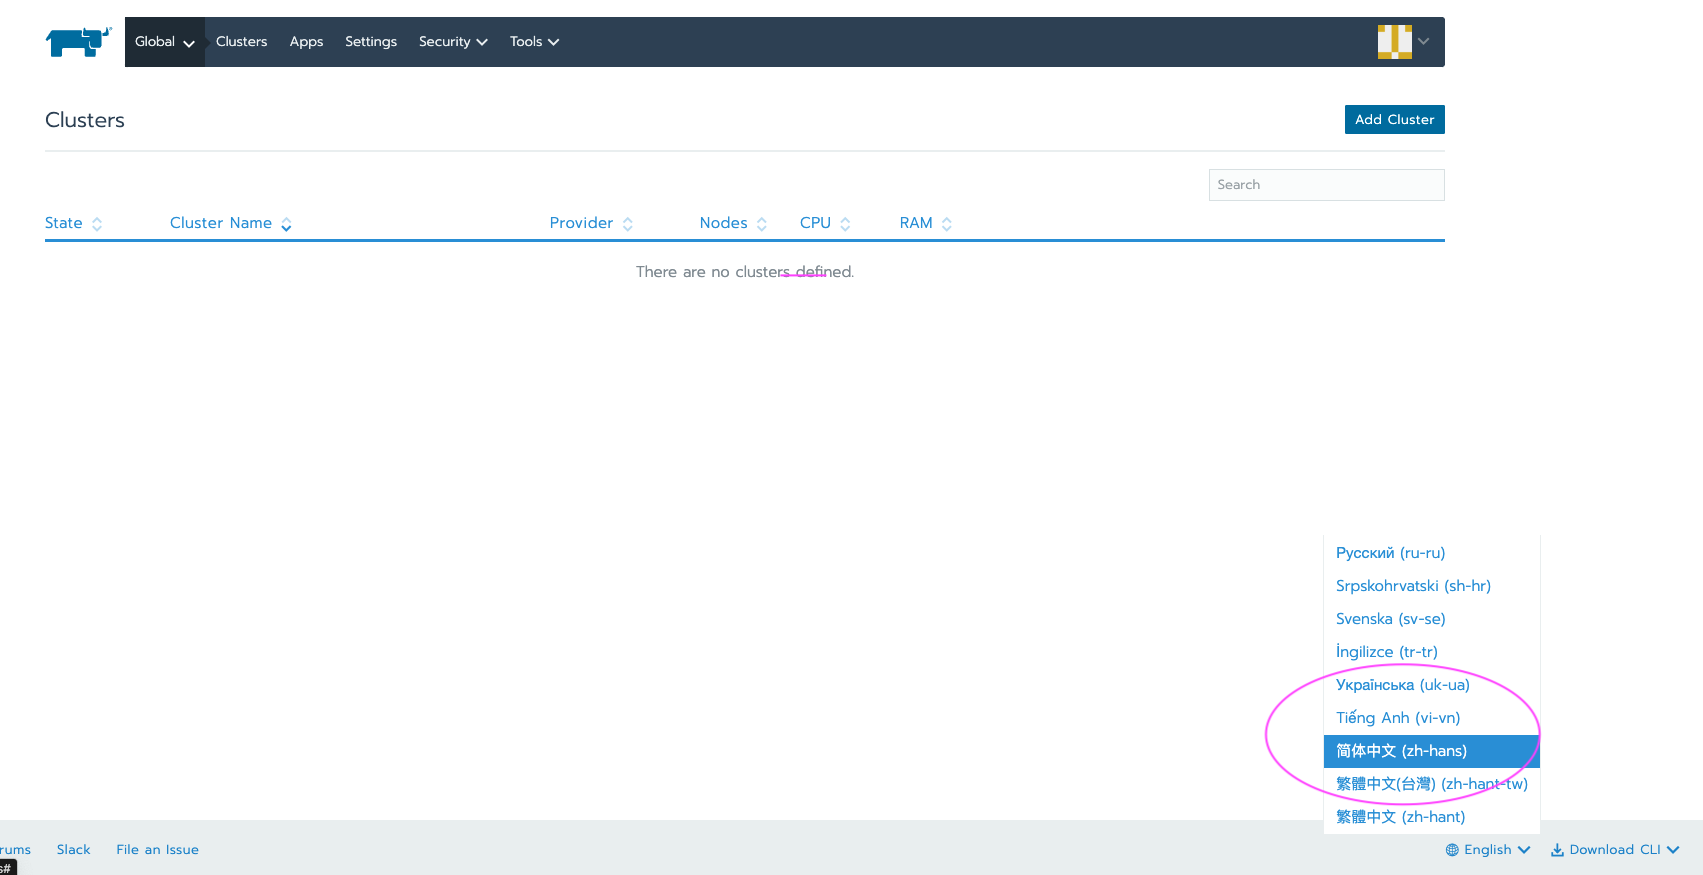 Global Clusters Apps Settings Security Tools
Clusters
Add Cluster
Search
State Cluster Name Provider Nodes CPU RAM
There are no clusters defined.
Русский (ru-ru)
Srpskohrvatski (sh-hr)
Svenska (sv-se)
İngilizce (tr-tr)
Українська (uk-ua)
Tiếng Anh (vi-vn)
简体中文 (zh-hans)
繁體中文(台灣) (zh-hant-tw)
繁體中文 (zh-hant)
rums Slack File an Issue English Download CLI
s#